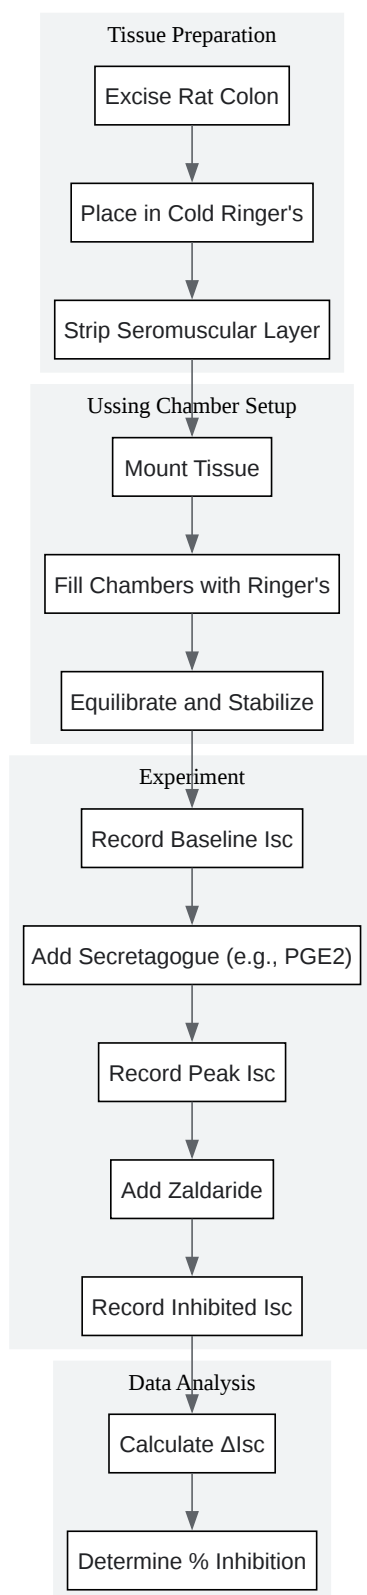 Tissue Preparation
Excise Rat Colon
Place in Cold Ringer's
Strip Seromuscular Layer
Ussing Chamber Setup
Mount Tissue
Fill Chambers with Ringer's
Equilibrate and Stabilize
Experiment
Record Baseline Isc
Add Secretagogue (e.g., PGE2)
Record Peak Isc
Add Zaldaride
Record Inhibited Isc
Data Analysis
Calculate ΔIsc
Determine % Inhibition